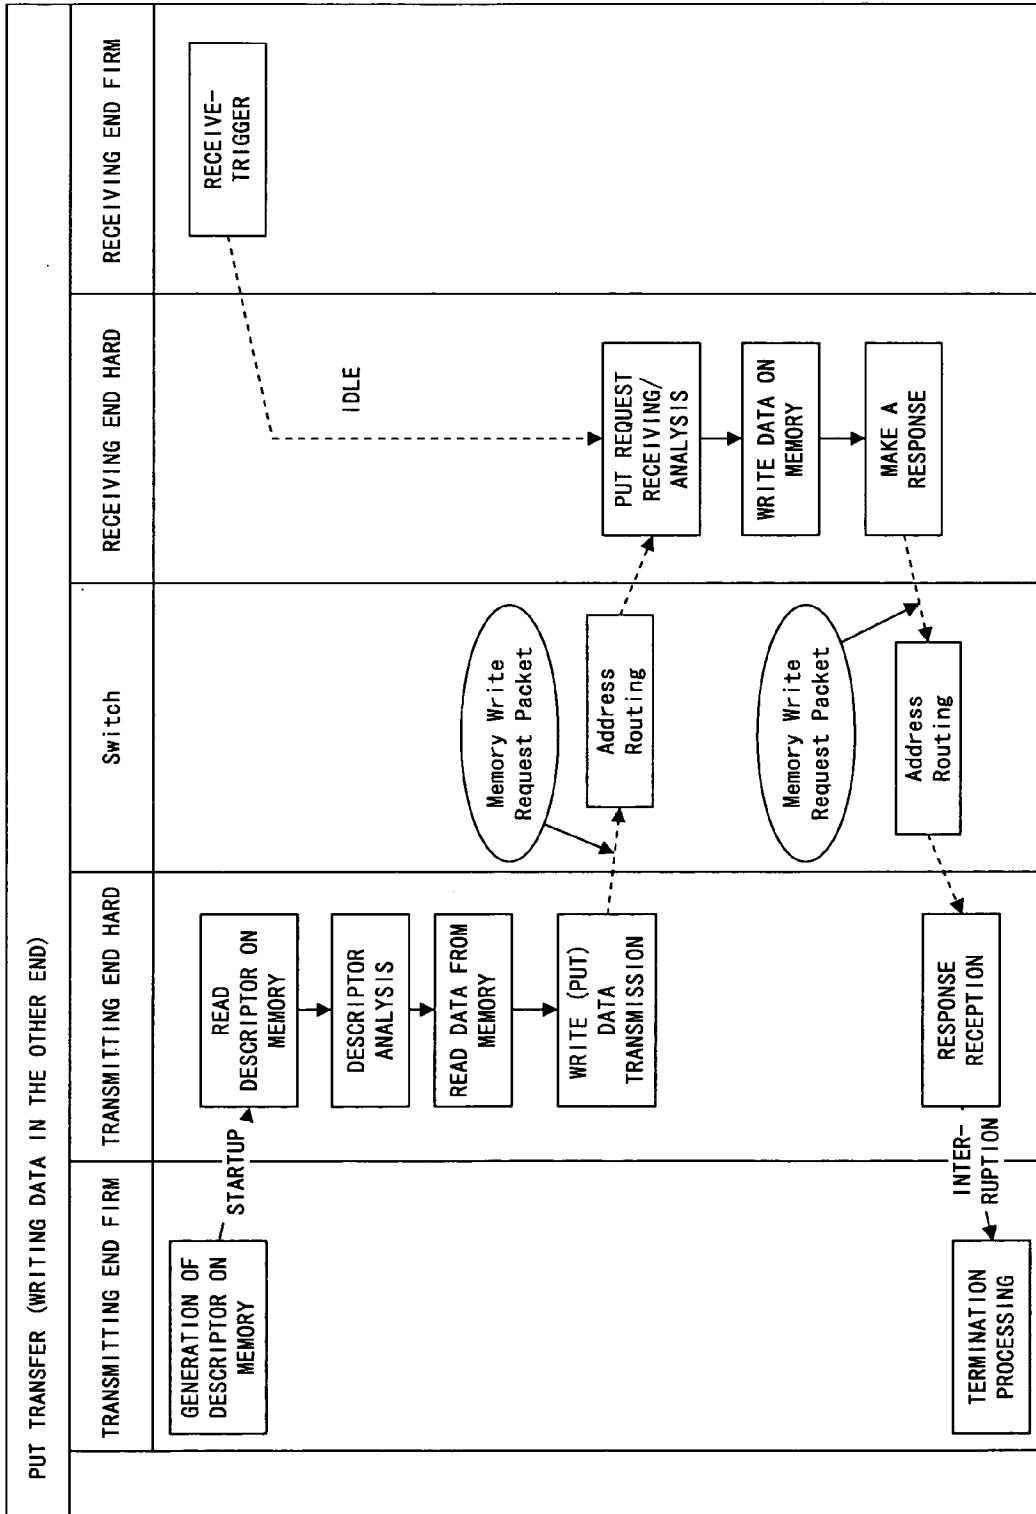 PUT TRANSFER (WRITING DATA IN THE OTHER END)
TRANSMITTING END FIRM
TRANSMITTING END HARD
Switch
RECEIVING END HARD
RECEIVING END FIRM
GENERATION OF
DESCRIPTOR ON
MEMORY
STARTUP
READ
DESCRIPTOR ON
MEMORY
DESCRIPTOR
ANALYSIS
READ DATA FROM
MEMORY
WRITE (PUT)
DATA
TRANSMISSION
Memory Write
Request Packet
Address
Routing
RECEIVE-
TRIGGER
IDLE
PUT REQUEST
RECEIVING/
ANALYSIS
WRITE DATA ON
MEMORY
MAKE A
RESPONSE
Memory Write
Request Packet
Address
Routing
RESPONSE
RECEPTION
INTER-
RUPTION
TERMINATION
PROCESSING